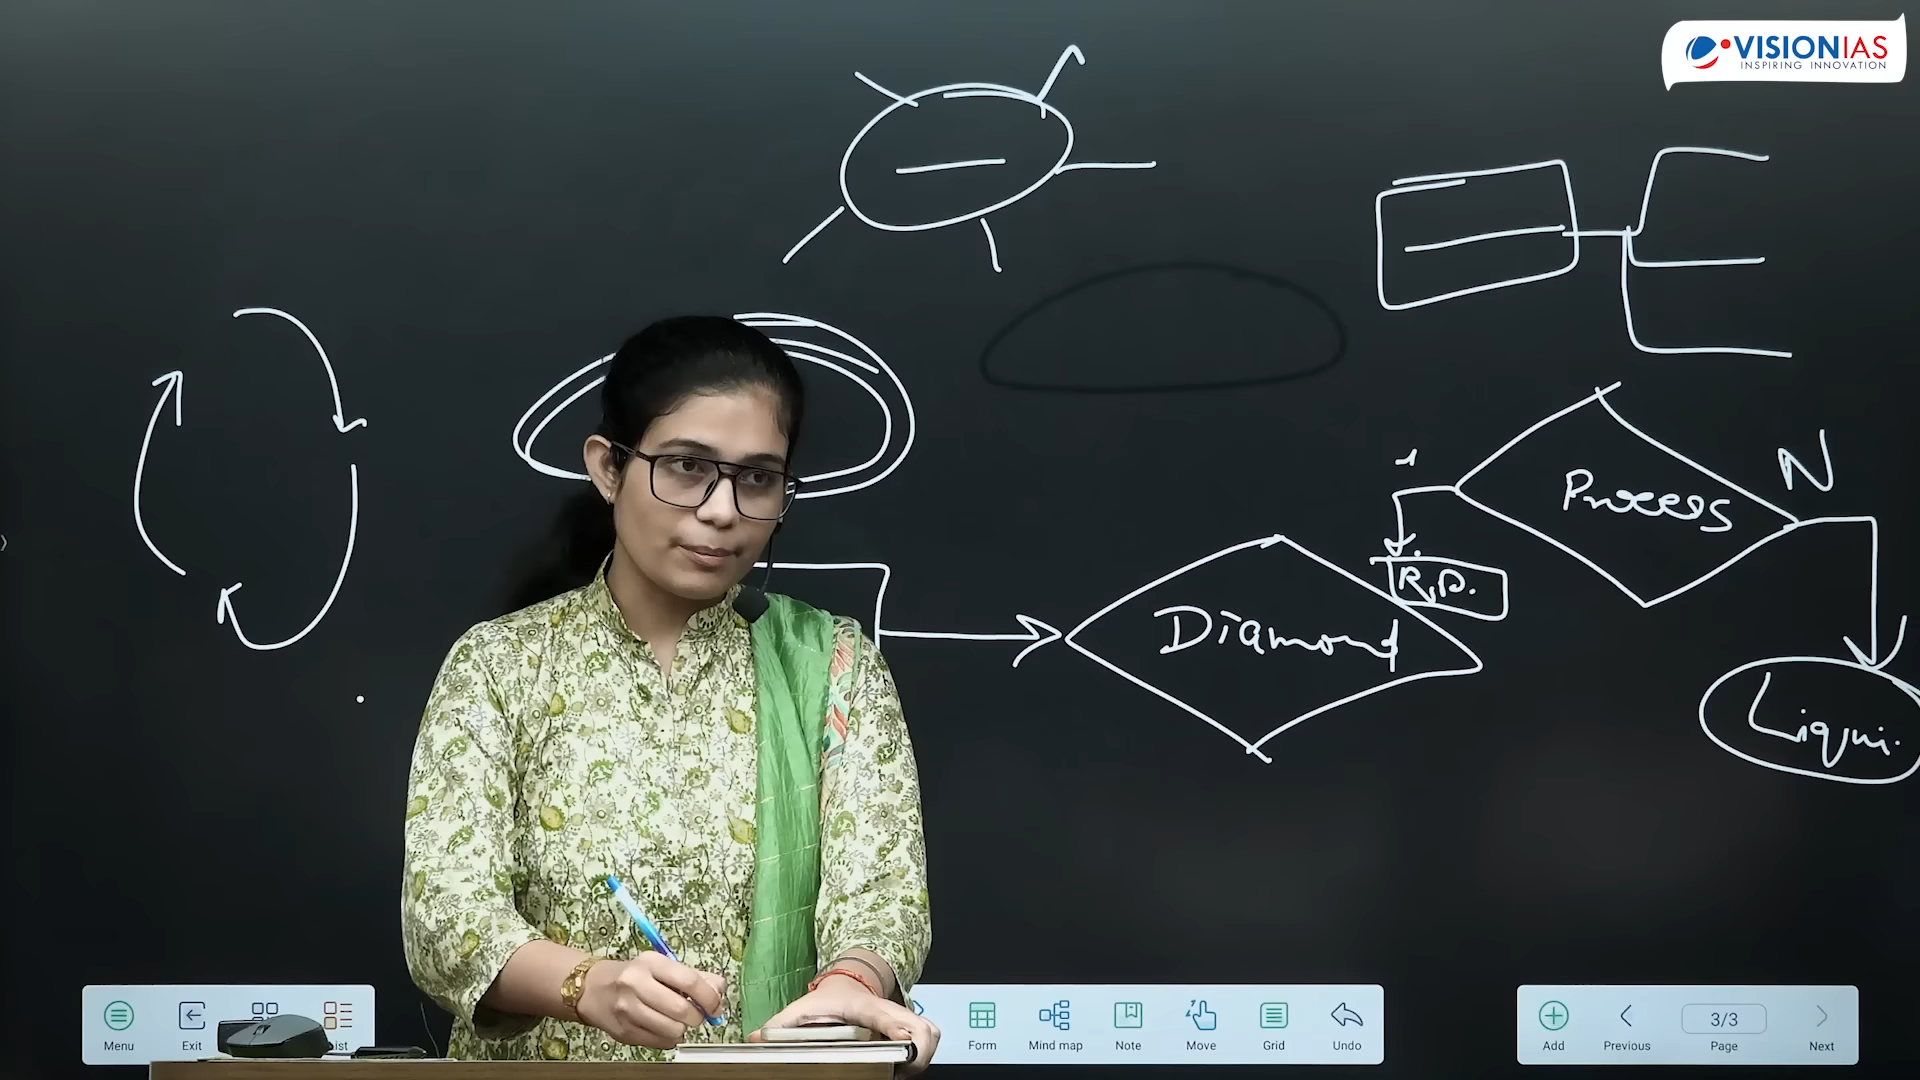 VISIONIAS
INSPIRING INNOVATION
Process
N
R.P.
Diamond
Liqui.
Menu
Exit
Form
Mind map
Note
Move
Grid
Undo
Add
Previous
3/3
Page
Next